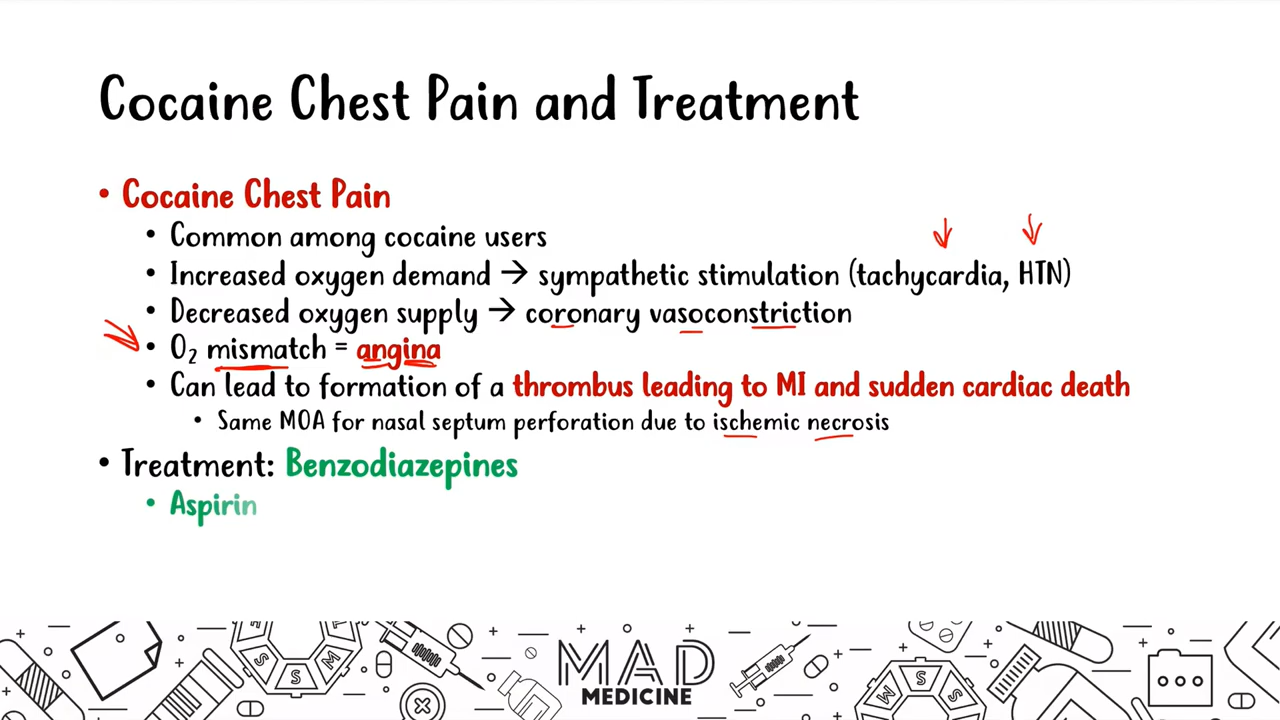 Cocaine Chest Pain and Treatment
• Cocaine Chest Pain
• Common among cocaine users
• Increased oxygen demand → sympathetic stimulation (tachycardia, HTN)
• Decreased oxygen supply → coronary vasoconstriction
• O₂ mismatch = angina
• Can lead to formation of a thrombus leading to MI and sudden cardiac death
• Same MOA for nasal septum perforation due to ischemic necrosis
• Treatment: Benzodiazepines
• Aspirin
S S M
MAD
MEDICINE
M S S